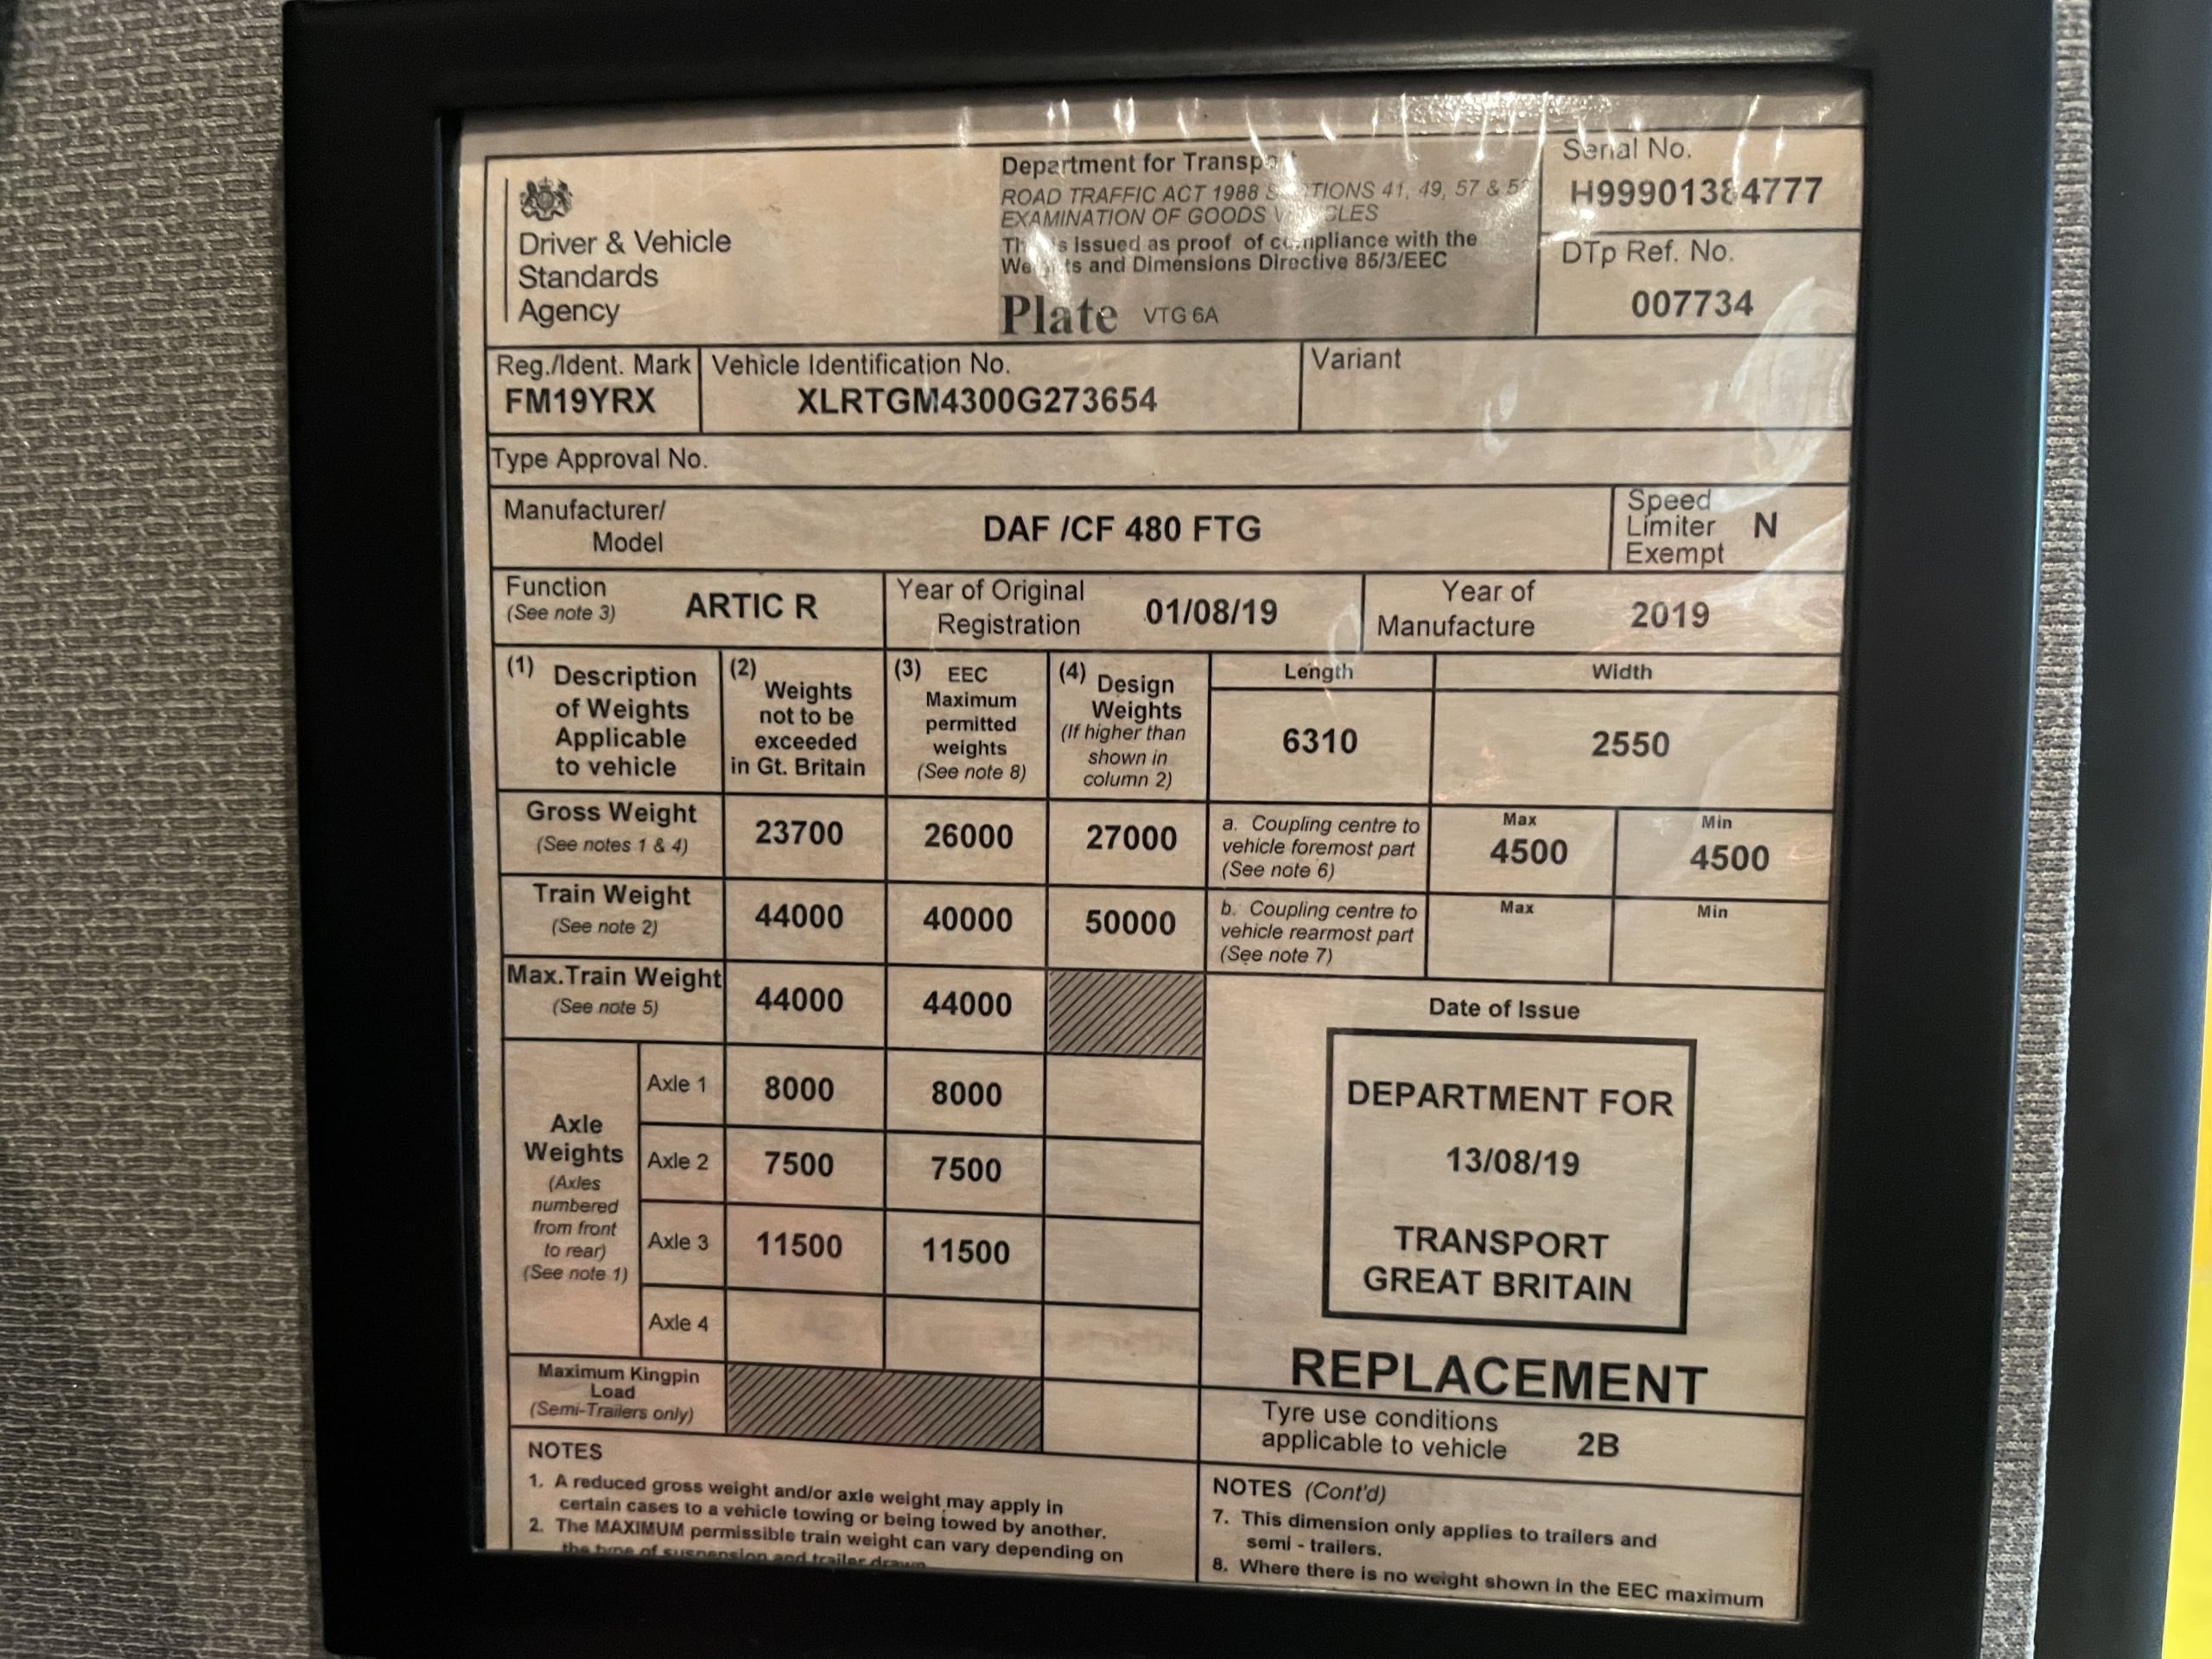 Driver & Vehicle
Standards
Agency
Department for
ROAD TRAFFIC ACT 1988 41, 49, 57 &
EXAMINATION OF GOODS
Issued as proof of compliance with the
and Dimensions Directive 85/3/EEC
Plate VTG 6A
Serial No.
H99901384777
DTp Ref. No.
007734
Reg./Ident. Mark
FM19YRX
Vehicle Identification No.
XLRTGM4300G273654
Variant
Type Approval No.
Manufacturer/
Model
DAF /CF 480 FTG
Speed
Limiter
Exempt
N
Function
(See note 3)
ARTIC R
Year of Original
Registration
01/08/19
Year of
Manufacture
2019
(1) Description
of Weights
Applicable
to vehicle
(2) Weights
not to be
exceeded
in Gt. Britain
(3) EEC
Maximum
permitted
weights
(See note 8)
(4) Design
Weights
(If higher than
shown in
column 2)
Length
6310
Width
2550
Gross Weight
(See notes 1 & 4)
23700
26000
27000
a. Coupling centre to
vehicle foremost part
(See note 6)
Max
4500
Min
4500
Train Weight
(See note 2)
44000
40000
50000
b. Coupling centre to
vehicle rearmost part
(See note 7)
Max
Min
Max.Train Weight
(See note 5)
44000
44000
Axle
Weights
(Axles
numbered
from front
to rear)
(See note 1)
Axle 1
8000
8000
Axle 2
7500
7500
Axle 3
11500
11500
Axle 4
Maximum Kingpin
Load
(Semi-Trailers only)
Date of Issue
DEPARTMENT FOR
13/08/19
TRANSPORT
GREAT BRITAIN
REPLACEMENT
Tyre use conditions
applicable to vehicle
2B
NOTES
1. A reduced gross weight and/or axle weight may apply in
certain cases to a vehicle towing or being towed by another.
2. The MAXIMUM permissible train weight can vary depending on
the type of suspension and trailer drawn
NOTES (Cont'd)
7. This dimension only applies to trailers and
semi - trailers.
8. Where there is no weight shown in the EEC maximum